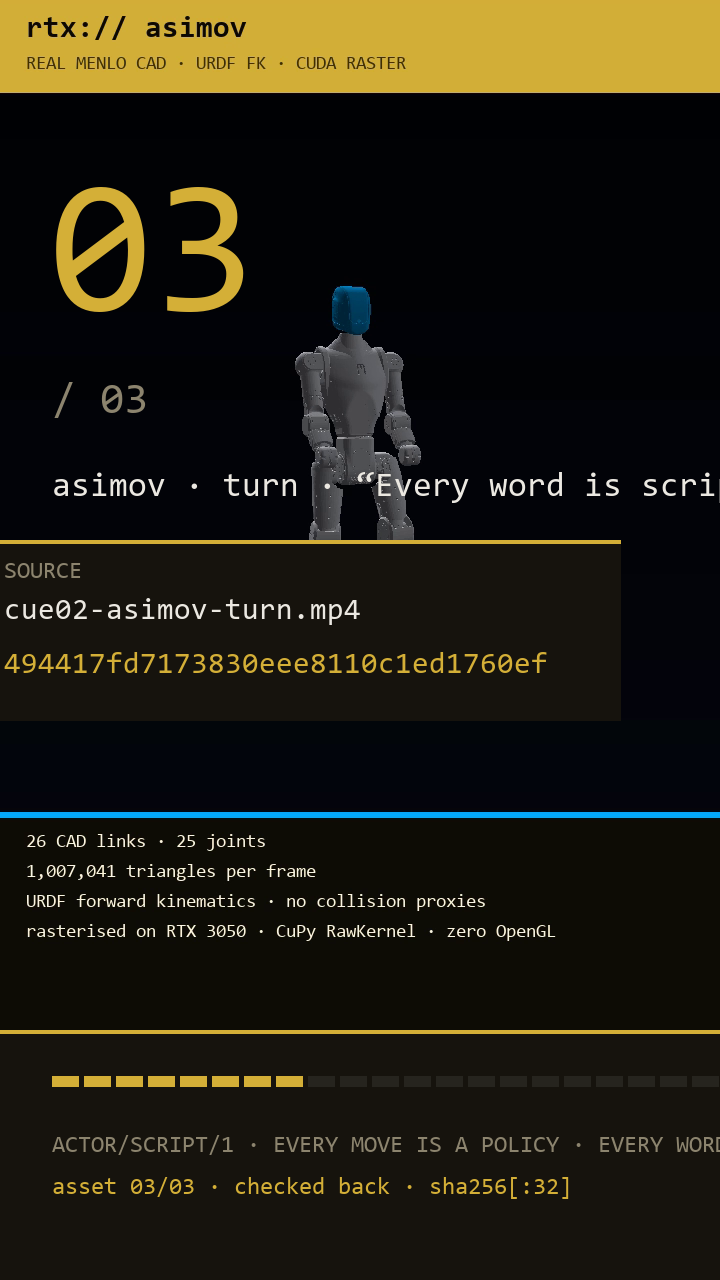 rtx:// asimov
REAL MENLO CAD · URDF FK · CUDA RASTER
03
/ 03
asimov · turn · “Every word is scrip
SOURCE
cue02-asimov-turn.mp4
494417fd7173830eee8110c1ed1760ef
26 CAD links · 25 joints
1,007,041 triangles per frame
URDF forward kinematics · no collision proxies
rasterised on RTX 3050 · CuPy RawKernel · zero OpenGL
ACTOR/SCRIPT/1 · EVERY MOVE IS A POLICY · EVERY WORD
asset 03/03 · checked back · sha256[:32]